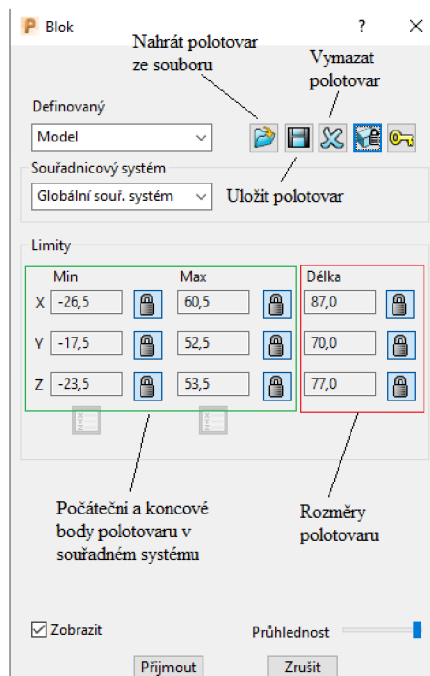 Blok ? ×
Nahrát polotovar
ze souboru
Vymazat
polotovar
Definovaný
Model
Souřadnicový systém
Globální souř. systém
Uložit polotovar
Limity
Min Max Délka
X -26,5 60,5 87,0
Y -17,5 52,5 70,0
Z -23,5 53,5 77,0
Počáteční a koncové
body polotovaru v
souřadném systému
Rozměry
polotovaru
Zobrazit Průhlednost
Přijmout Zrušit